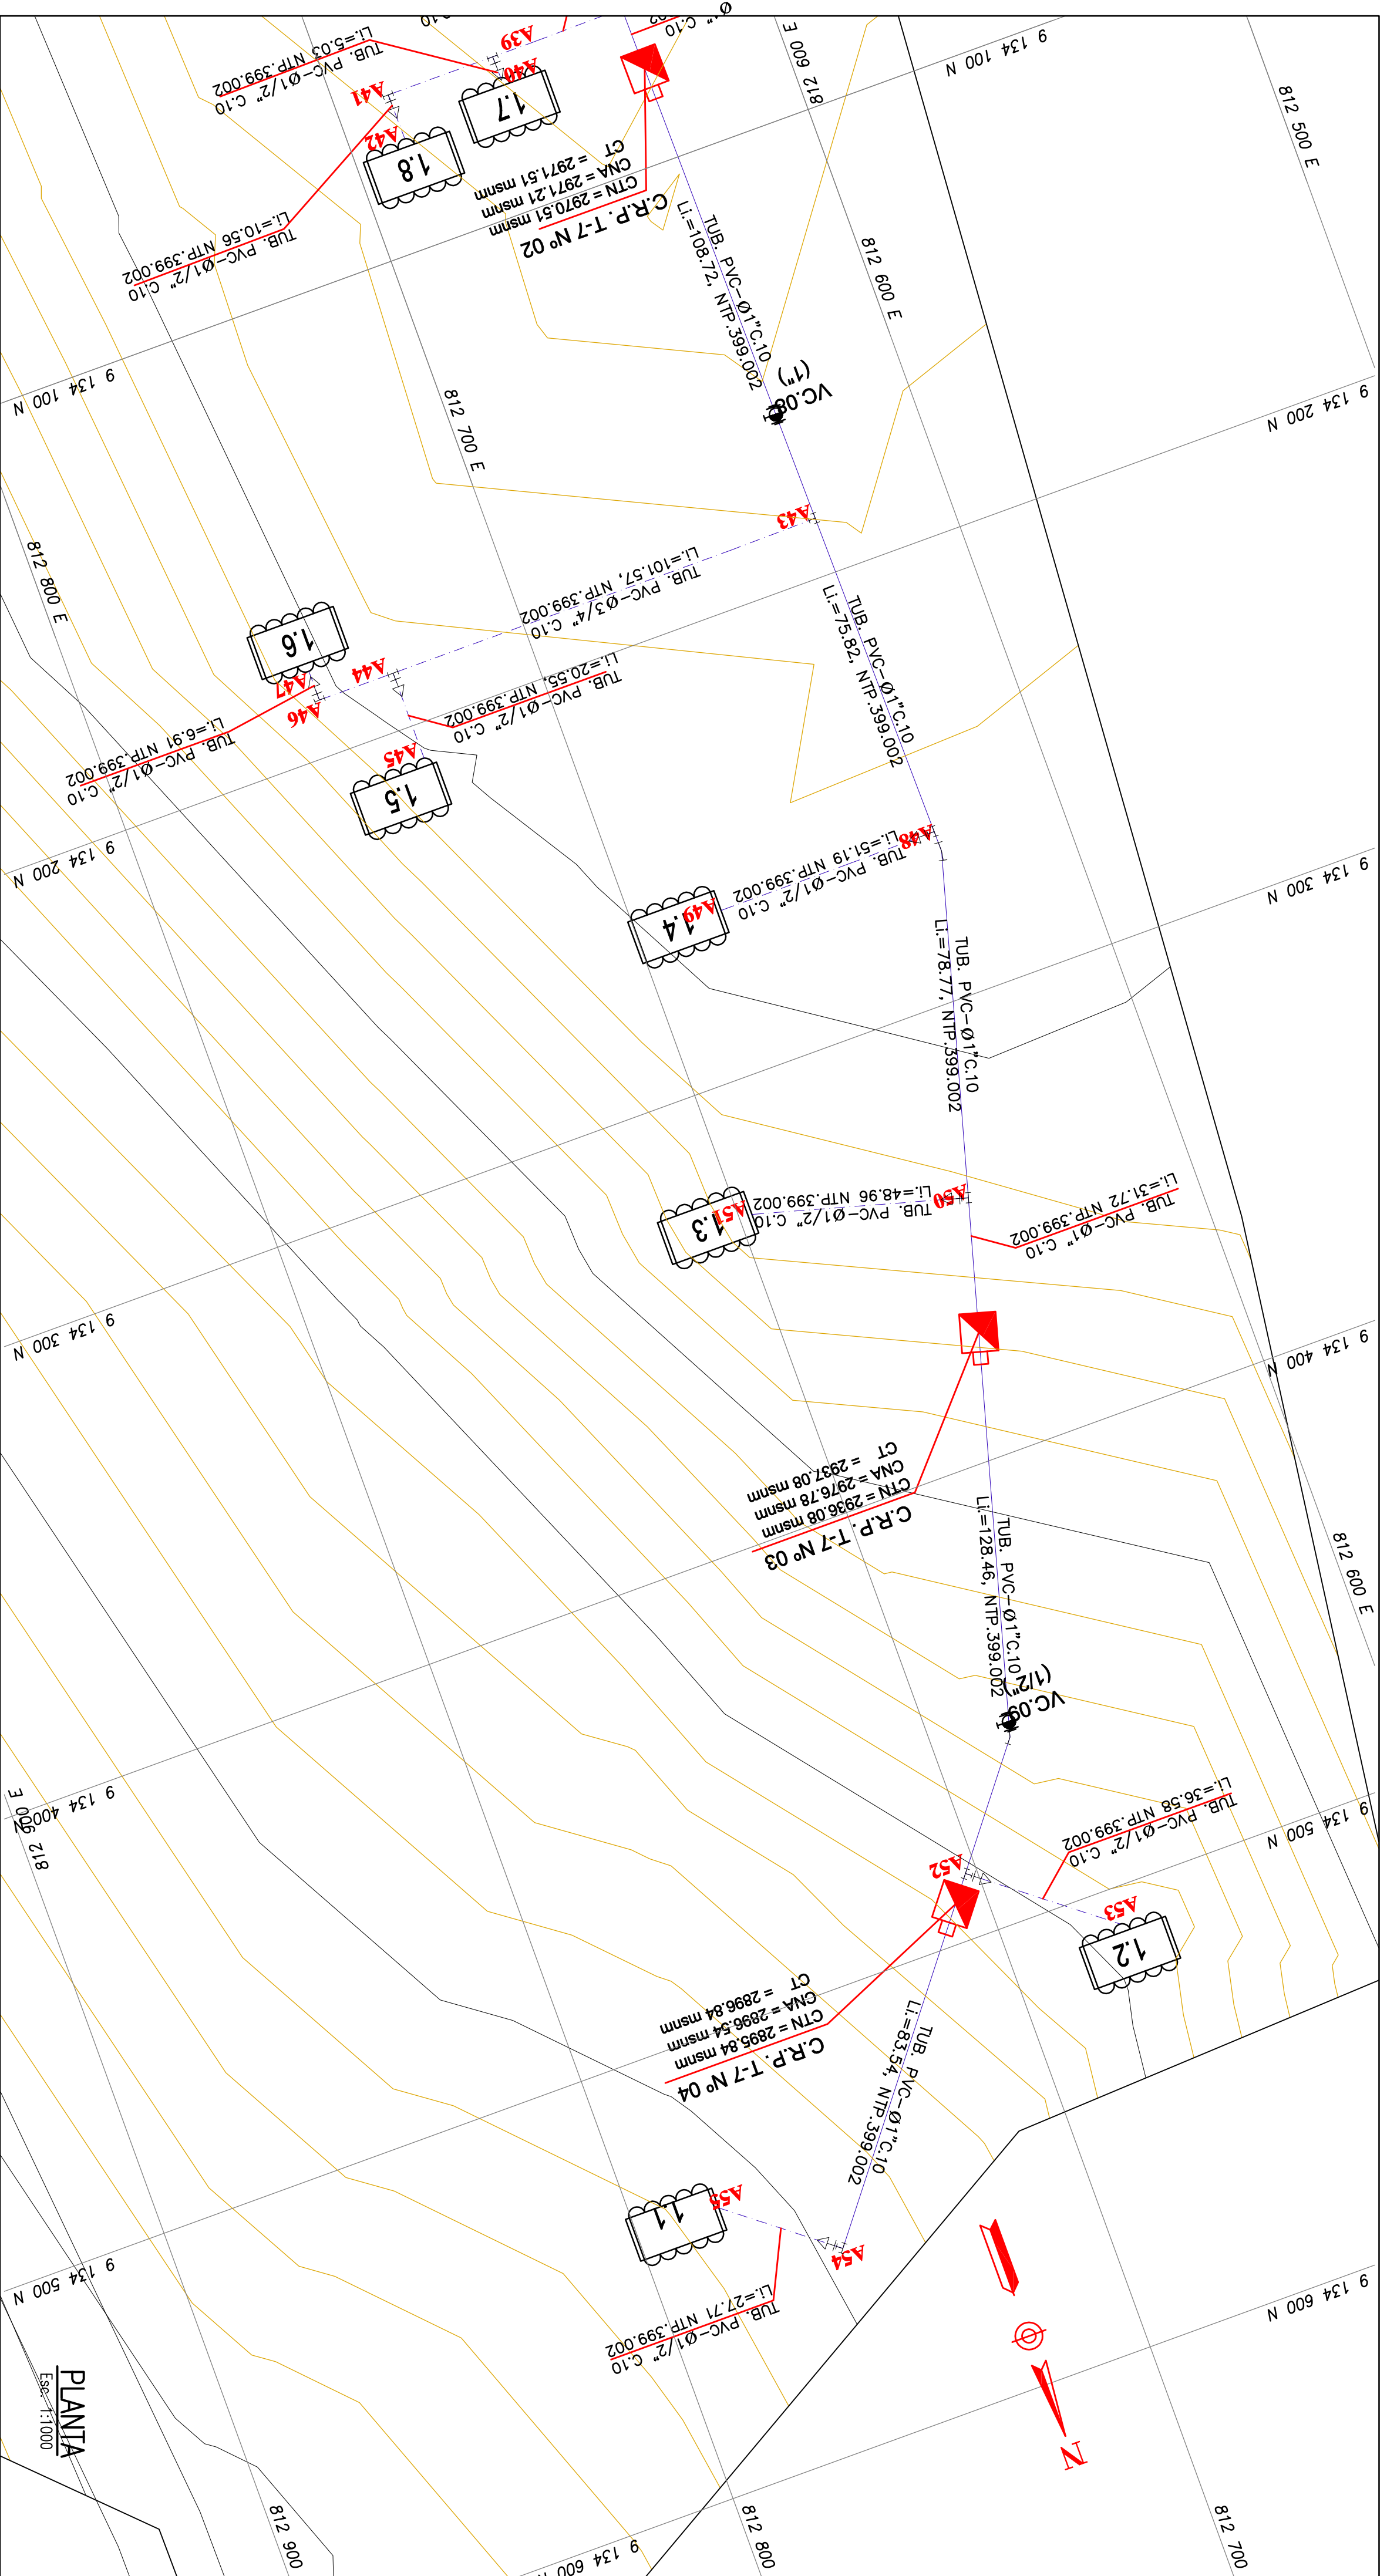 812 500 E
9 134 100 N
812 600 E
A39
A40
1.7
TUB. PVC-Ø1/2" C.10
Li.=5.03 NTP.399.002
A41
A42
1.8
TUB. PVC-Ø1/2" C.10
Li.=10.56 NTP.399.002
C.10
Ø1" C.10
C.R.P. T-7 Nº 02
CTN = 2970.51 msnm
CNA = 2971.21 msnm
CT = 2971.51 msnm
TUB. PVC-Ø1"C.10
Li.=108.72, NTP.399.002
812 600 E
VC.08
(1")
9 134 100 N
812 700 E
9 134 200 N
A43
TUB. PVC-Ø3/4" C.10
Li.=101.57, NTP.399.002
812 800 E
1.6
A44
A47
A46
TUB. PVC-Ø1/2" C.10
Li.=20.55, NTP.399.002
TUB. PVC-Ø1/2" C.10
Li.=6.91 NTP.399.002
A45
1.5
TUB. PVC-Ø1"C.10
Li.=75.82, NTP.399.002
A48
TUB. PVC-Ø1/2" C.10
Li.=51.19 NTP.399.002
A49
1.4
9 134 200 N
9 134 300 N
TUB. PVC-Ø1"C.10
Li.=78.77, NTP.399.002
A50
TUB. PVC-Ø1/2" C.10
Li.=48.96 NTP.399.002
A51
1.3
TUB. PVC-Ø1" C.10
Li.=31.72 NTP.399.002
9 134 300 N
9 134 400 N
C.R.P. T-7 Nº 03
CTN = 2936.08 msnm
CNA = 2976.78 msnm
CT = 2937.08 msnm
TUB. PVC-Ø1"C.10
Li.=128.46, NTP.399.002
812 600 E
VC.09
(1/2")
9 134 400 N
812 900 E
TUB. PVC-Ø1/2" C.10
Li.=36.58 NTP.399.002
9 134 500 N
A52
A53
1.2
C.R.P. T-7 Nº 04
CTN = 2895.84 msnm
CNA = 2896.54 msnm
CT = 2896.84 msnm
TUB. PVC-Ø1"C.10
Li.=83.54, NTP.399.002
A55
1.1
A54
TUB. PVC-Ø1/2" C.10
Li.=27.71 NTP.399.002
9 134 500 N
9 134 600 N
N
PLANTA
Esc. 1:1000
812 900
812 800
812 700
9 134 600 N